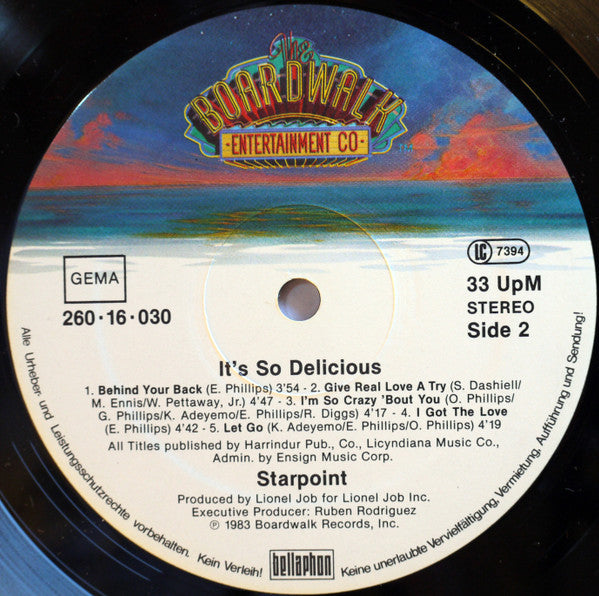 The
BOARDWALK
·ENTERTAINMENT CO·
GEMA
260·16·030
LC 7394
33 UpM
STEREO
Side 2
It's So Delicious
1. Behind Your Back (E. Phillips) 3'54 - 2. Give Real Love A Try (S. Dashiell/
M. Ennis/W. Pettaway, Jr.) 4'47 - 3. I'm So Crazy 'Bout You (O. Phillips/
G. Phillips/K. Adeyemo/E. Phillips/R. Diggs) 4'17 - 4. I Got The Love
(E. Phillips) 4'42 - 5. Let Go (K. Adeyemo/E. Phillips/O. Phillips) 4'19
All Titles published by Harrindur Pub., Co., Licyndiana Music Co.,
Admin. by Ensign Music Corp.
Starpoint
Produced by Lionel Job for Lionel Job Inc.
Executive Producer: Ruben Rodriguez
℗ 1983 Boardwalk Records, Inc.
bellaphon
Alle Urheber- und Leistungsschutzrechte vorbehalten. Kein Verleih! Keine unerlaubte Vervielfältigung, Vermietung, Aufführung und Sendung!